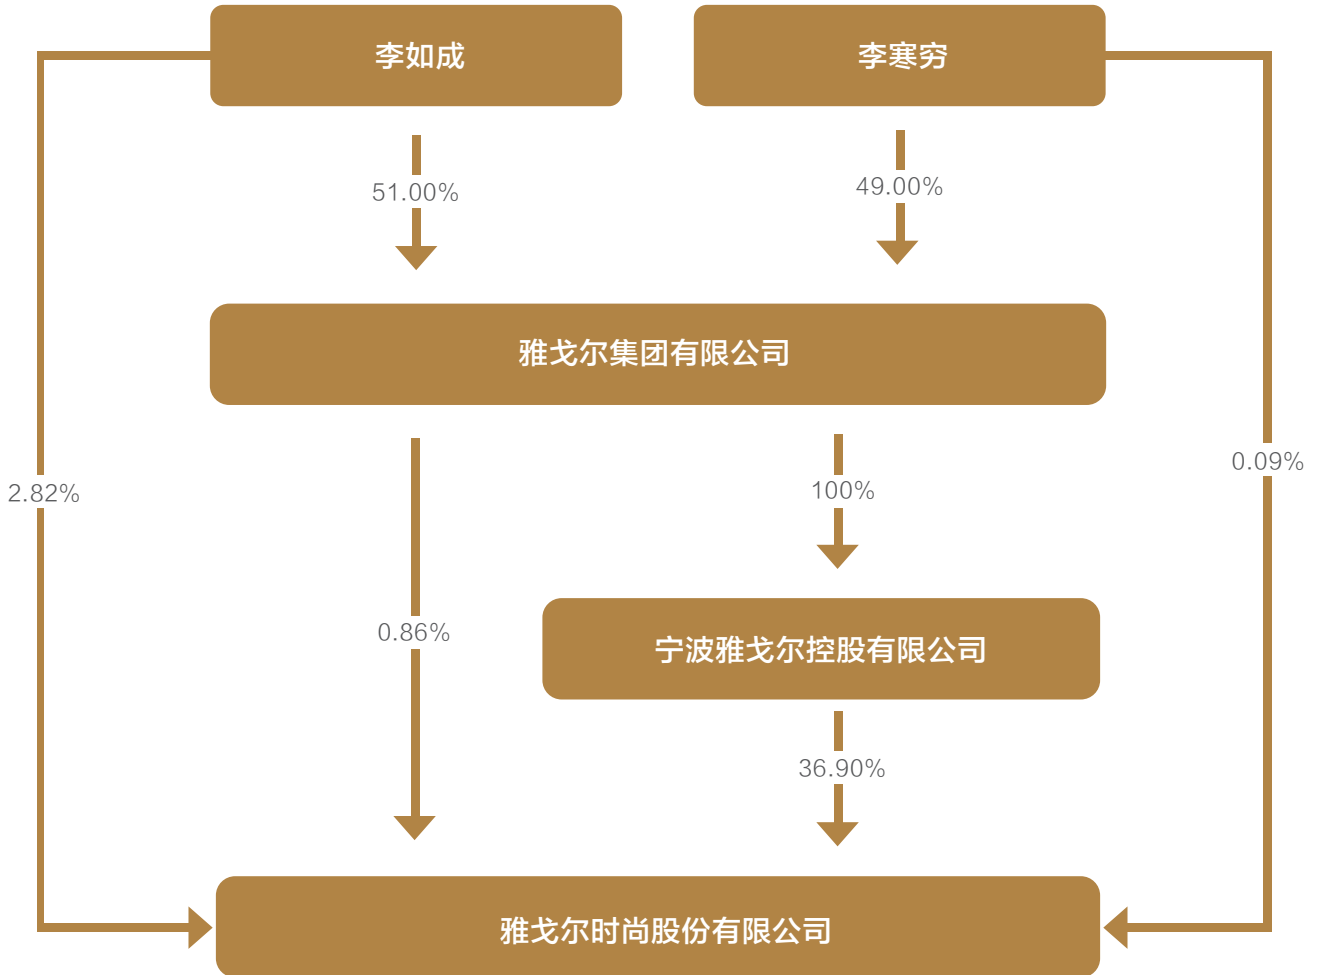 李如成
李寒穷
51.00%
49.00%
雅戈尔集团有限公司
2.82%
0.09%
100%
0.86%
宁波雅戈尔控股有限公司
36.90%
雅戈尔时尚股份有限公司